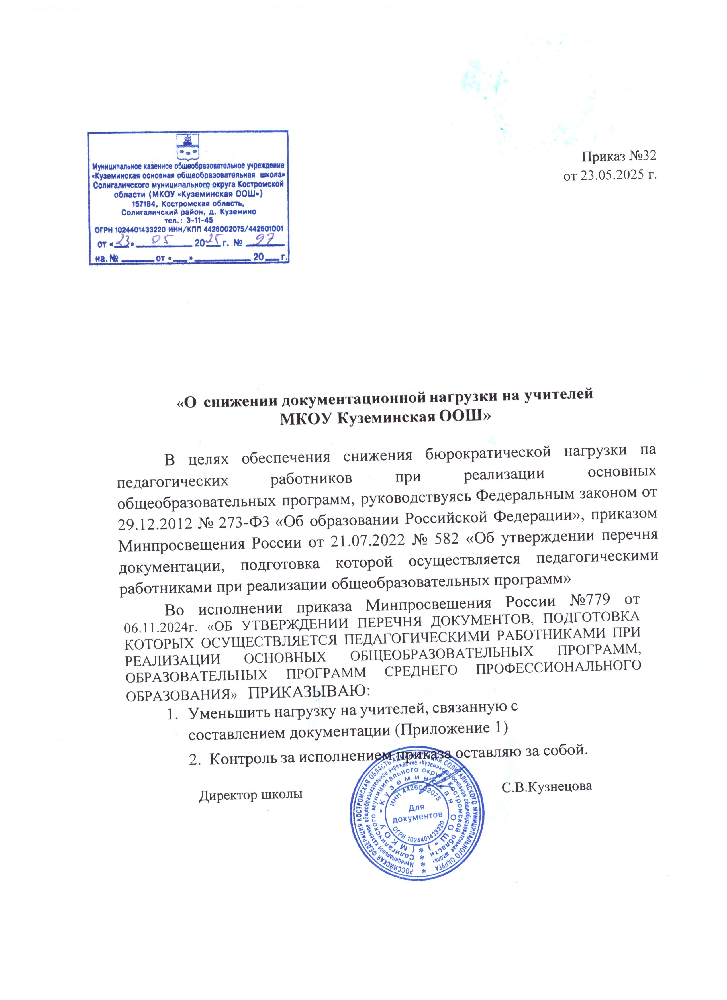 Муниципальное казенное общеобразовательное учреждение
«Куземинская основная общеобразовательная школа»
Солигаличского муниципального округа Костромской
области (МКОУ «Куземинская ООШ»)
157184, Костромская область,
Солигаличский район, д. Куземино
тел.: 3-11-45
ОГРН 1024401433220 ИНН/КПП 4426002075/442601001
от «23» 05 2025 г. № 97
на. № ____ от «__» ____ 20__ г.
Приказ №32
от 23.05.2025 г.
«О снижении документационной нагрузки на учителей
МКОУ Куземинская ООШ»
В целях обеспечения снижения бюрократической нагрузки па
педагогических работников при реализации основных
общеобразовательных программ, руководствуясь Федеральным законом от
29.12.2012 № 273-ФЗ «Об образовании Российской Федерации», приказом
Минпросвещения России от 21.07.2022 № 582 «Об утверждении перечня
документации, подготовка которой осуществляется педагогическими
работниками при реализации общеобразовательных программ»
Во исполнении приказа Минпросвешения России №779 от
06.11.2024г. «ОБ УТВЕРЖДЕНИИ ПЕРЕЧНЯ ДОКУМЕНТОВ, ПОДГОТОВКА
КОТОРЫХ ОСУЩЕСТВЛЯЕТСЯ ПЕДАГОГИЧЕСКИМИ РАБОТНИКАМИ ПРИ
РЕАЛИЗАЦИИ ОСНОВНЫХ ОБЩЕОБРАЗОВАТЕЛЬНЫХ ПРОГРАММ,
ОБРАЗОВАТЕЛЬНЫХ ПРОГРАММ СРЕДНЕГО ПРОФЕССИОНАЛЬНОГО
ОБРАЗОВАНИЯ» ПРИКАЗЫВАЮ:
1. Уменьшить нагрузку на учителей, связанную с
составлением документации (Приложение 1)
2. Контроль за исполнением приказа оставляю за собой.
Директор школы
С.В.Кузнецова
РОССИЙСКАЯ ФЕДЕРАЦИЯ КОСТРОМСКАЯ ОБЛАСТЬ АДМИНИСТРАЦИЯ СОЛИГАЛИЧСКОГО МУНИЦИПАЛЬНОГО ОКРУГА
Муниципальное казенное общеобразовательное учреждение «Куземинская основная общеобразовательная школа»
Солигаличского муниципального округа Костромской области
(МКОУ «Куземинская ООШ»)
ИНН 4426002075
Для
документов
ОГРН 1024401433220